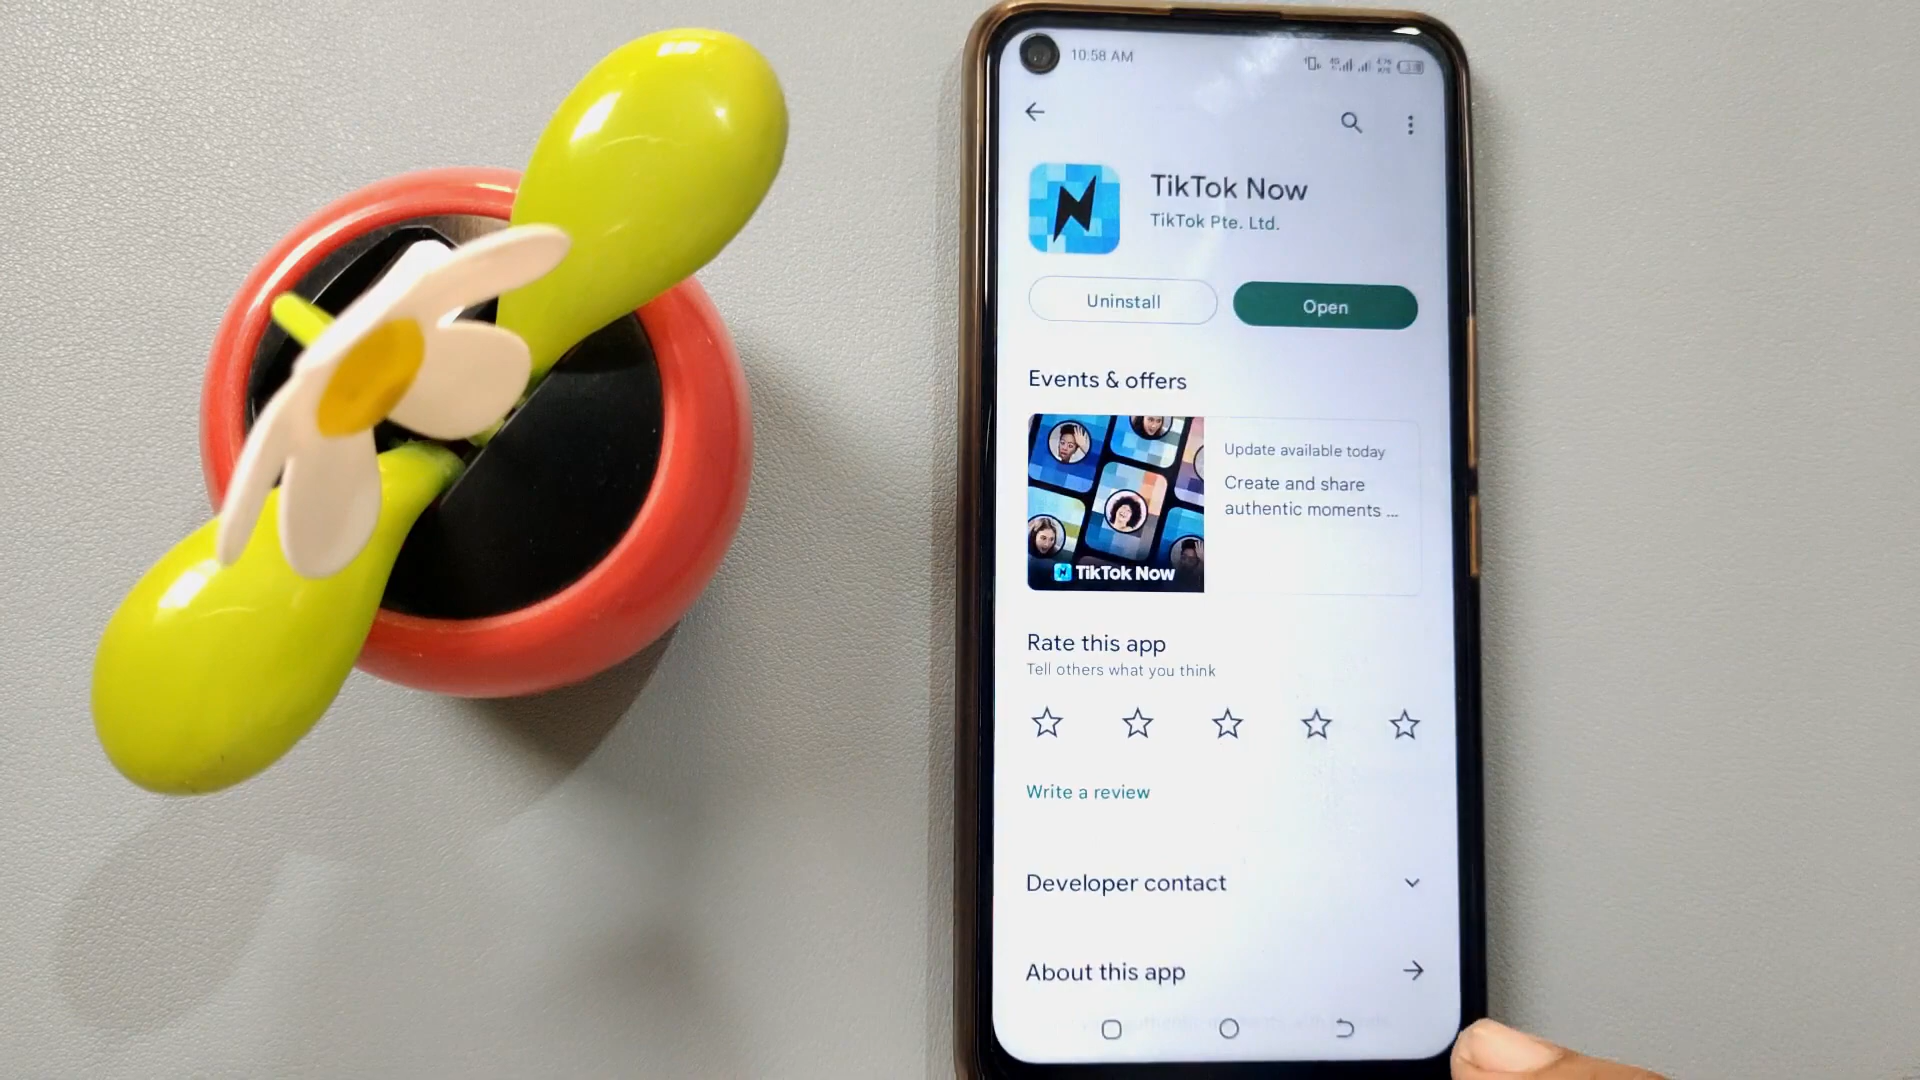 10:58 AM
TikTok Now
TikTok Pte. Ltd.
Uninstall
Open
Events & offers
Update available today
Create and share
authentic moments ...
TikTok Now
Rate this app
Tell others what you think
Write a review
Developer contact
About this app